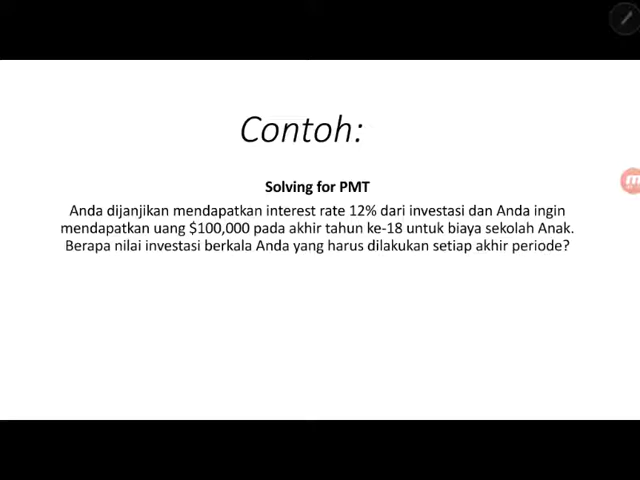 Contoh:
Solving for PMT
Anda dijanjikan mendapatkan interest rate 12% dari investasi dan Anda ingin
mendapatkan uang $100,000 pada akhir tahun ke-18 untuk biaya sekolah Anak.
Berapa nilai investasi berkala Anda yang harus dilakukan setiap akhir periode?